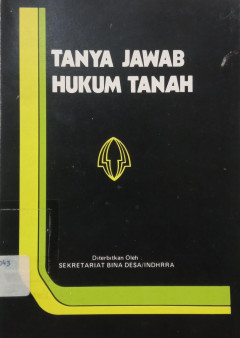 TANYA JAWAB
HUKUM TANAH
Diterbitkan Oleh
SEKRETARIAT BINA DESA/INDHRRA